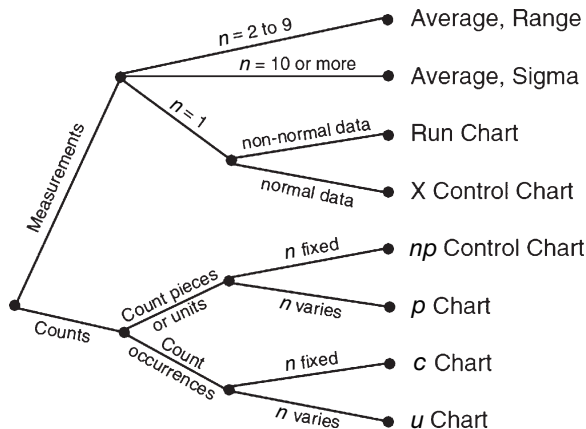 n = 2 to 9
Average, Range
n = 10 or more
Average, Sigma
Measurements
n = 1
non-normal data
Run Chart
normal data
X Control Chart
n fixed
np Control Chart
Count pieces
or units
n varies
p Chart
Counts
Count
occurrences
n fixed
c Chart
n varies
u Chart